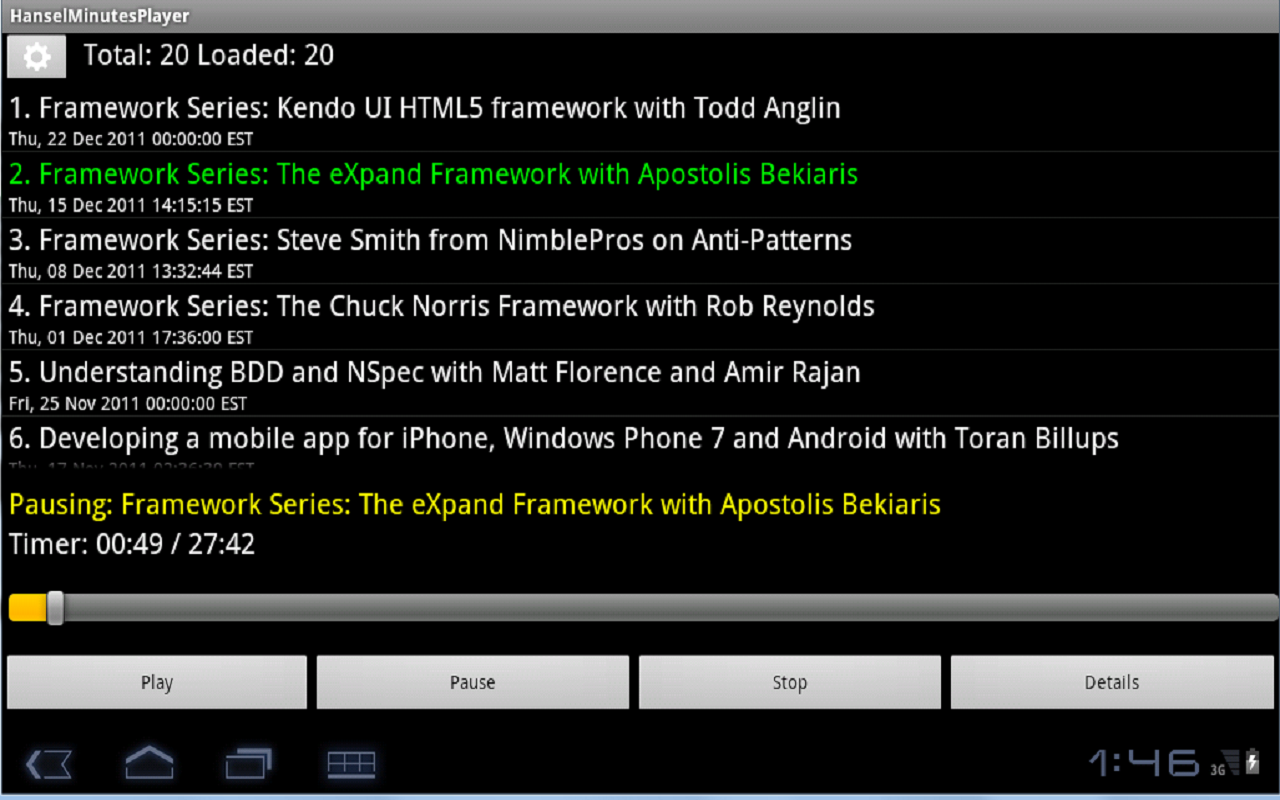 HanselMinutesPlayer
Total: 20 Loaded: 20
1. Framework Series: Kendo UI HTML5 framework with Todd Anglin
Thu, 22 Dec 2011 00:00:00 EST
2. Framework Series: The eXpand Framework with Apostolis Bekiaris
Thu, 15 Dec 2011 14:15:15 EST
3. Framework Series: Steve Smith from NimblePros on Anti-Patterns
Thu, 08 Dec 2011 13:32:44 EST
4. Framework Series: The Chuck Norris Framework with Rob Reynolds
Thu, 01 Dec 2011 17:36:00 EST
5. Understanding BDD and NSpec with Matt Florence and Amir Rajan
Fri, 25 Nov 2011 00:00:00 EST
6. Developing a mobile app for iPhone, Windows Phone 7 and Android with Toran Billups
Thu, 17 Nov 2011
Pausing: Framework Series: The eXpand Framework with Apostolis Bekiaris
Timer: 00:49 / 27:42
Play Pause Stop Details
1:46 3G